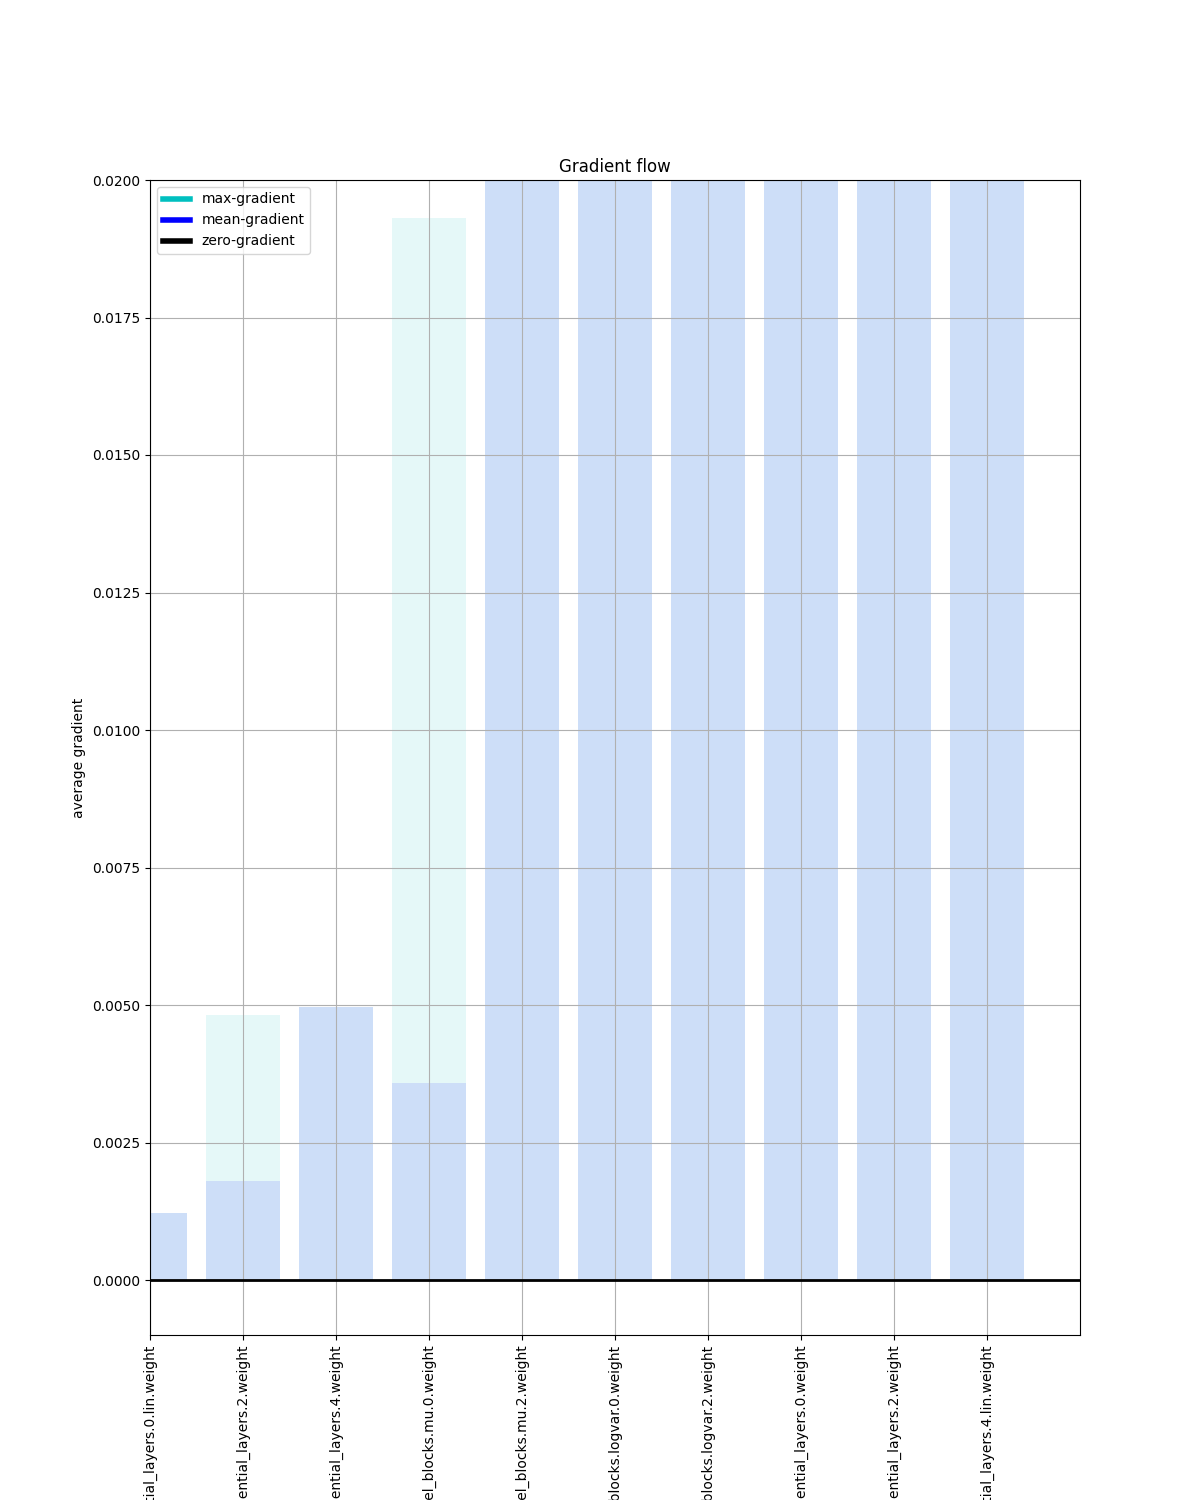 Gradient flow
max-gradient
mean-gradient
zero-gradient
0.0200
0.0175
0.0150
0.0125
0.0100
0.0075
0.0050
0.0025
0.0000
average gradient
tial_layers.0.lin.weight
ential_layers.2.weight
ential_layers.4.weight
el_blocks.mu.0.weight
el_blocks.mu.2.weight
blocks.logvar.0.weight
blocks.logvar.2.weight
ential_layers.0.weight
ential_layers.2.weight
tial_layers.4.lin.weight